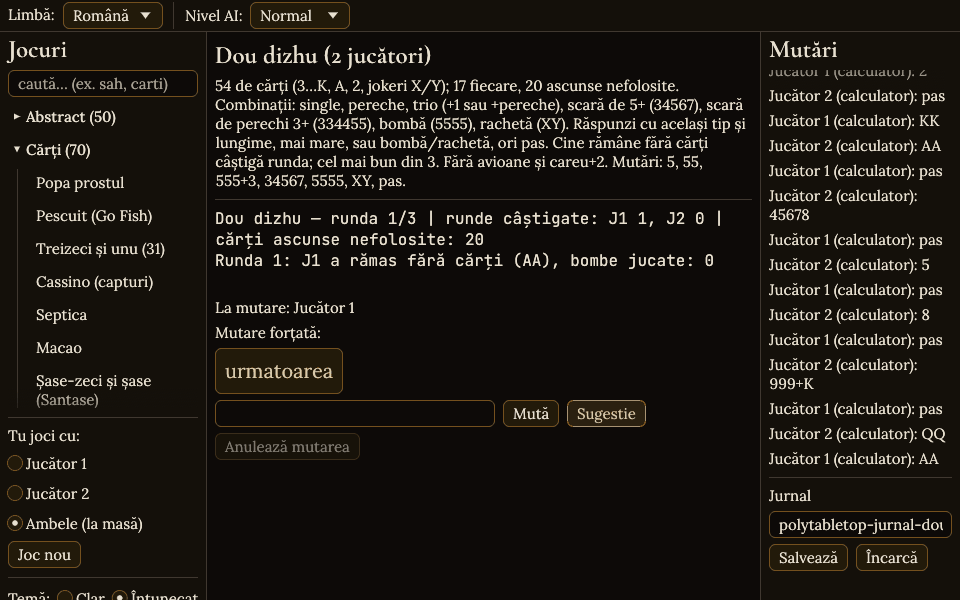 Limbă: Română ▼ Nivel AI: Normal ▼
Jocuri
caută... (ex. sah, carti)
▸ Abstract (50)
▾ Cărți (70)
Popa prostul
Pescuit (Go Fish)
Treizeci și unu (31)
Cassino (capturi)
Septica
Macao
Șase-zeci și șase
(Santase)
Tu joci cu:
Jucător 1
Jucător 2
Ambele (la masă)
Joc nou
Temă: Clar Întunecat
Dou dizhu (2 jucători)
54 de cărți (3...K, A, 2, jokeri X/Y); 17 fiecare, 20 ascunse nefolosite.
Combinații: single, pereche, trio (+1 sau +pereche), scară de 5+ (34567), scară
de perechi 3+ (334455), bombă (5555), rachetă (XY). Răspunzi cu același tip și
lungime, mai mare, sau bombă/rachetă, ori pas. Cine rămâne fără cărți
câștigă runda; cel mai bun din 3. Fără avioane și careu+2. Mutări: 5, 55,
555+3, 34567, 5555, XY, pas.
Dou dizhu — runda 1/3 | runde câștigate: J1 1, J2 0 |
cărți ascunse nefolosite: 20
Runda 1: J1 a rămas fără cărți (AA), bombe jucate: 0
La mutare: Jucător 1
Mutare forțată:
urmatoarea
Mută Sugestie
Anulează mutarea
Mutări
Jucător 1 (calculator): 2
Jucător 2 (calculator): pas
Jucător 1 (calculator): KK
Jucător 2 (calculator): AA
Jucător 1 (calculator): pas
Jucător 2 (calculator):
45678
Jucător 1 (calculator): pas
Jucător 2 (calculator): 5
Jucător 1 (calculator): pas
Jucător 2 (calculator): 8
Jucător 1 (calculator): pas
Jucător 2 (calculator):
999+K
Jucător 1 (calculator): pas
Jucător 2 (calculator): QQ
Jucător 1 (calculator): AA
Jurnal
polytabletop-jurnal-dou
Salvează Încarcă